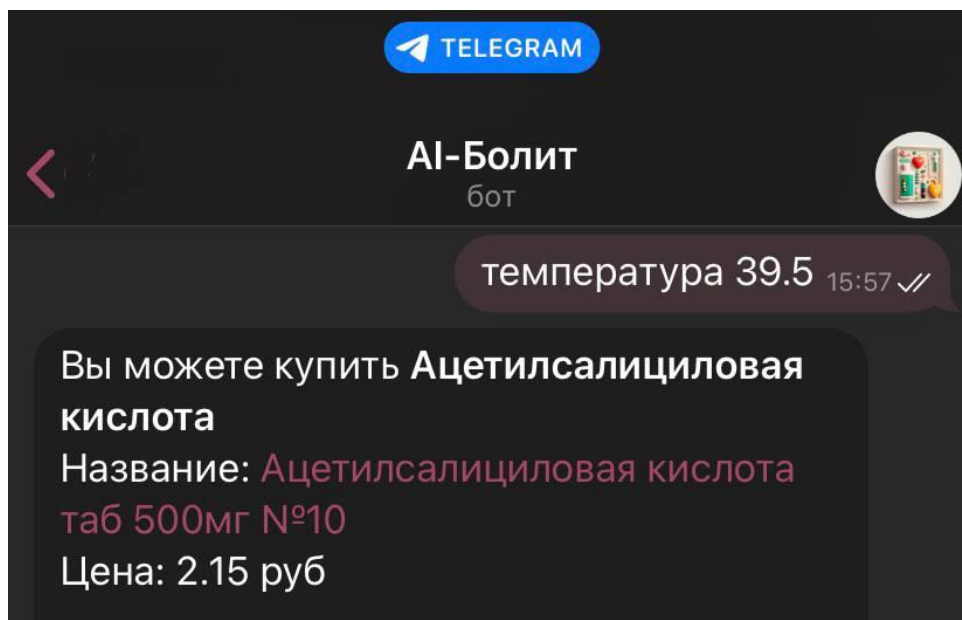 TELEGRAM
AI-Болит
бот
температура 39.5 15:57
Вы можете купить Ацетилсалициловая
кислота
Название: Ацетилсалициловая кислота
таб 500мг №10
Цена: 2.15 руб